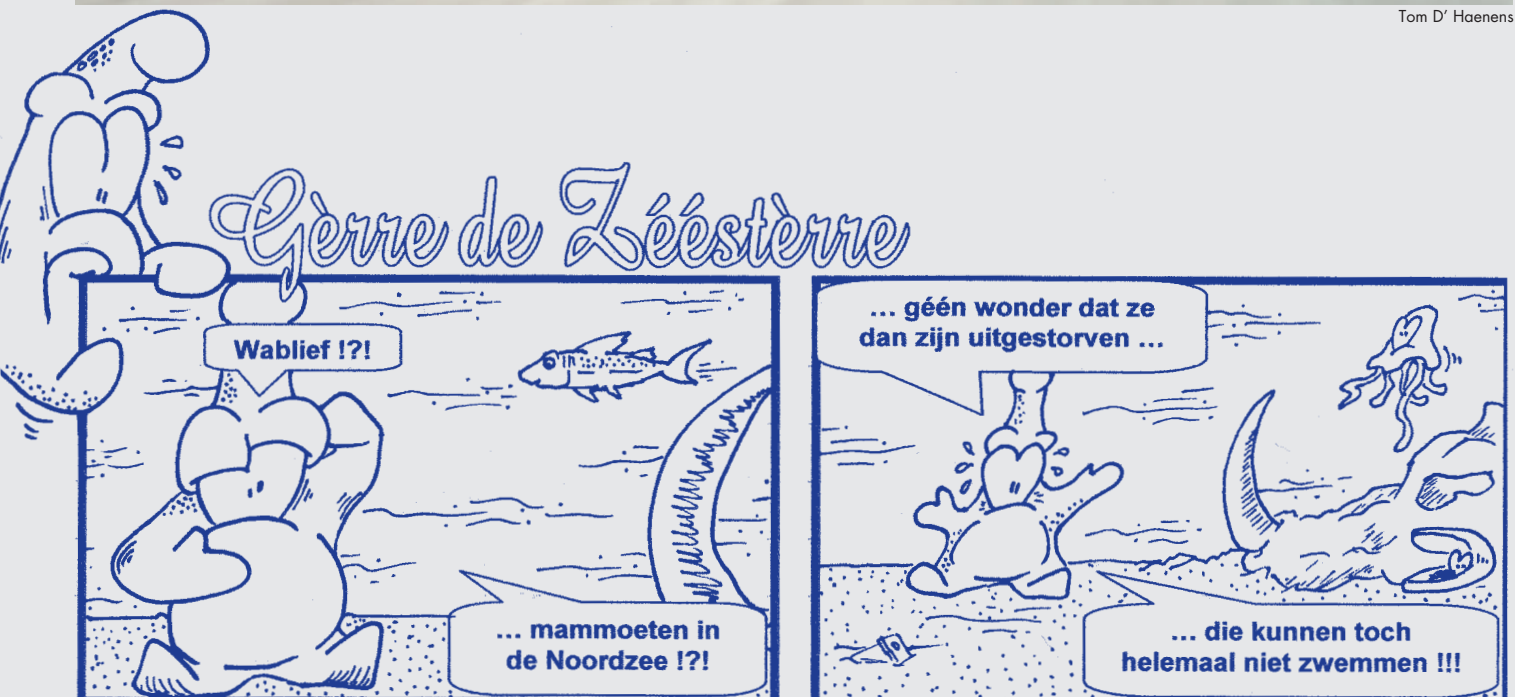 Tom D' Haenens
Gèrre de Zééstèrre
Wablief !?!
... mammoeten in
de Noordzee !?!
... géén wonder dat ze
dan zijn uitgestorven ...
... die kunnen toch
helemaal niet zwemmen !!!